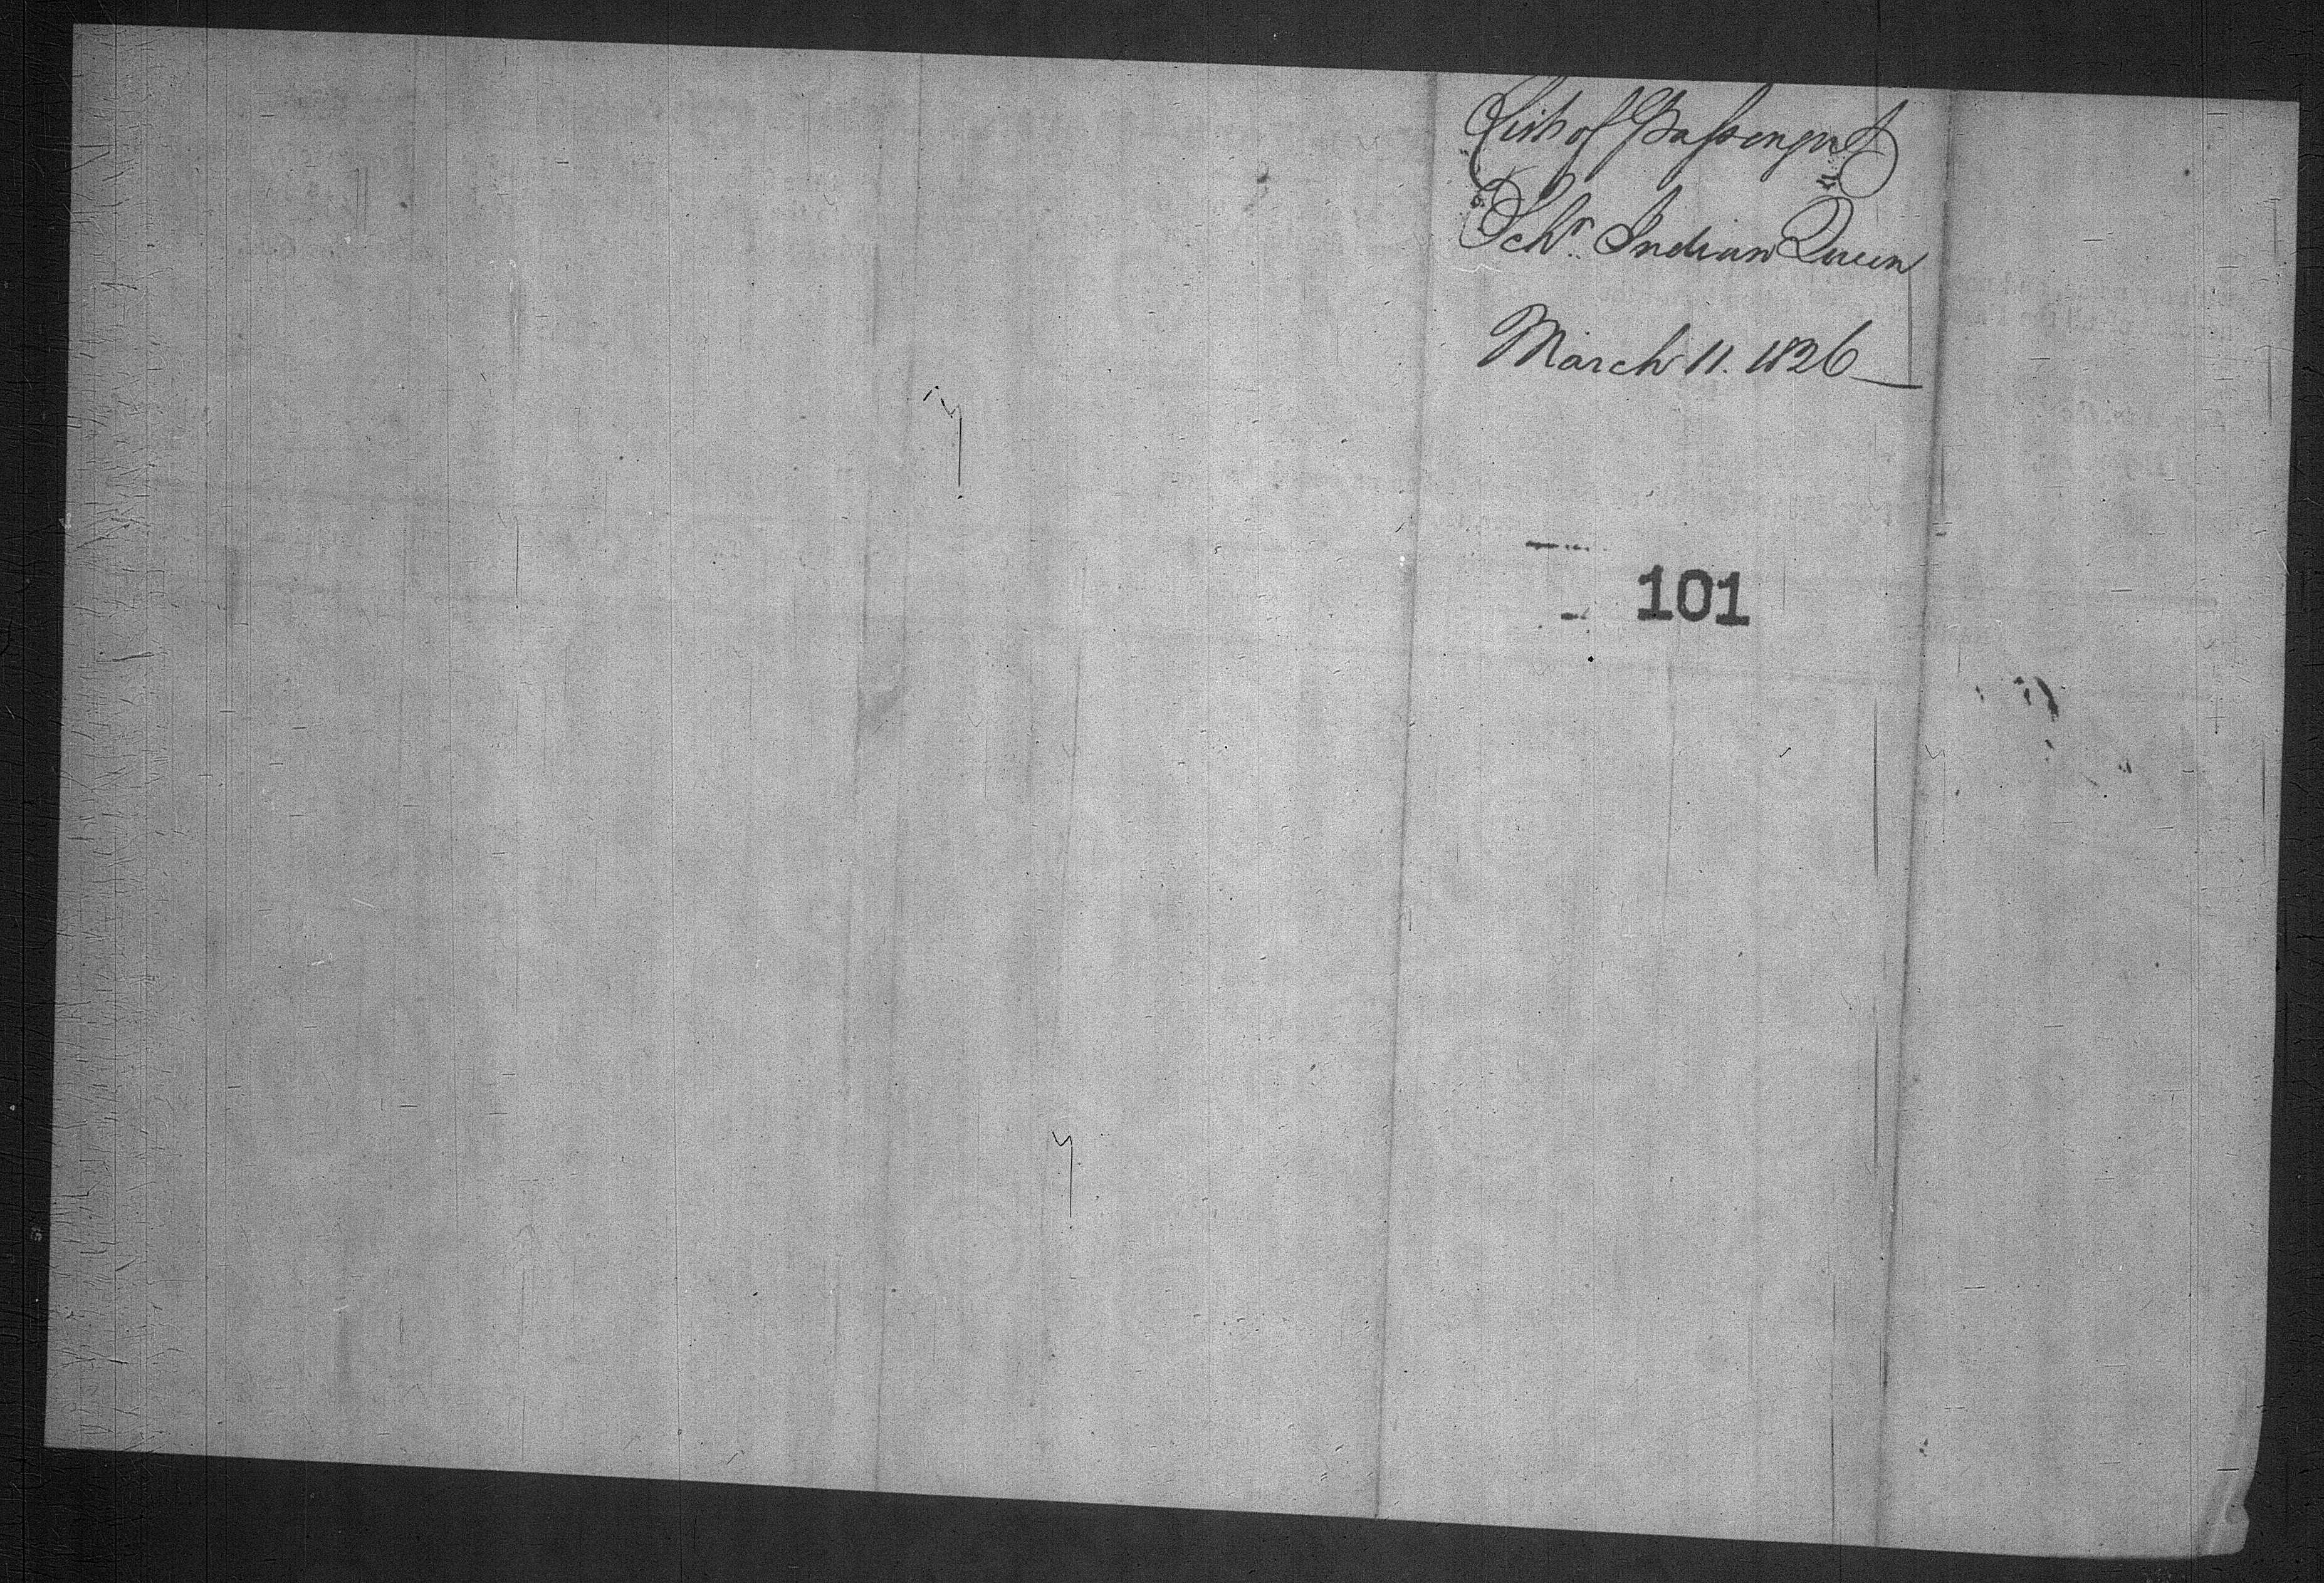 List of Passengers
Schr. Indian Queen
March 11. 1826
101